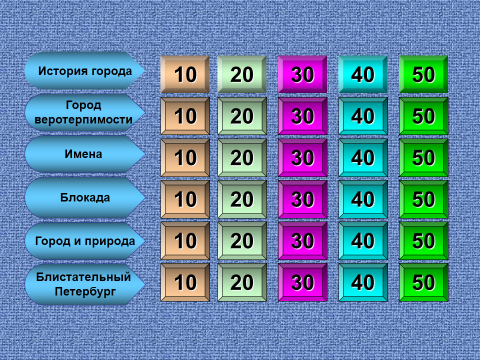 История города 10 20 30 40 50
Город
веротерпимости 10 20 30 40 50
Имена 10 20 30 40 50
Блокада 10 20 30 40 50
Город и природа 10 20 30 40 50
Блистательный
Петербург 10 20 30 40 50